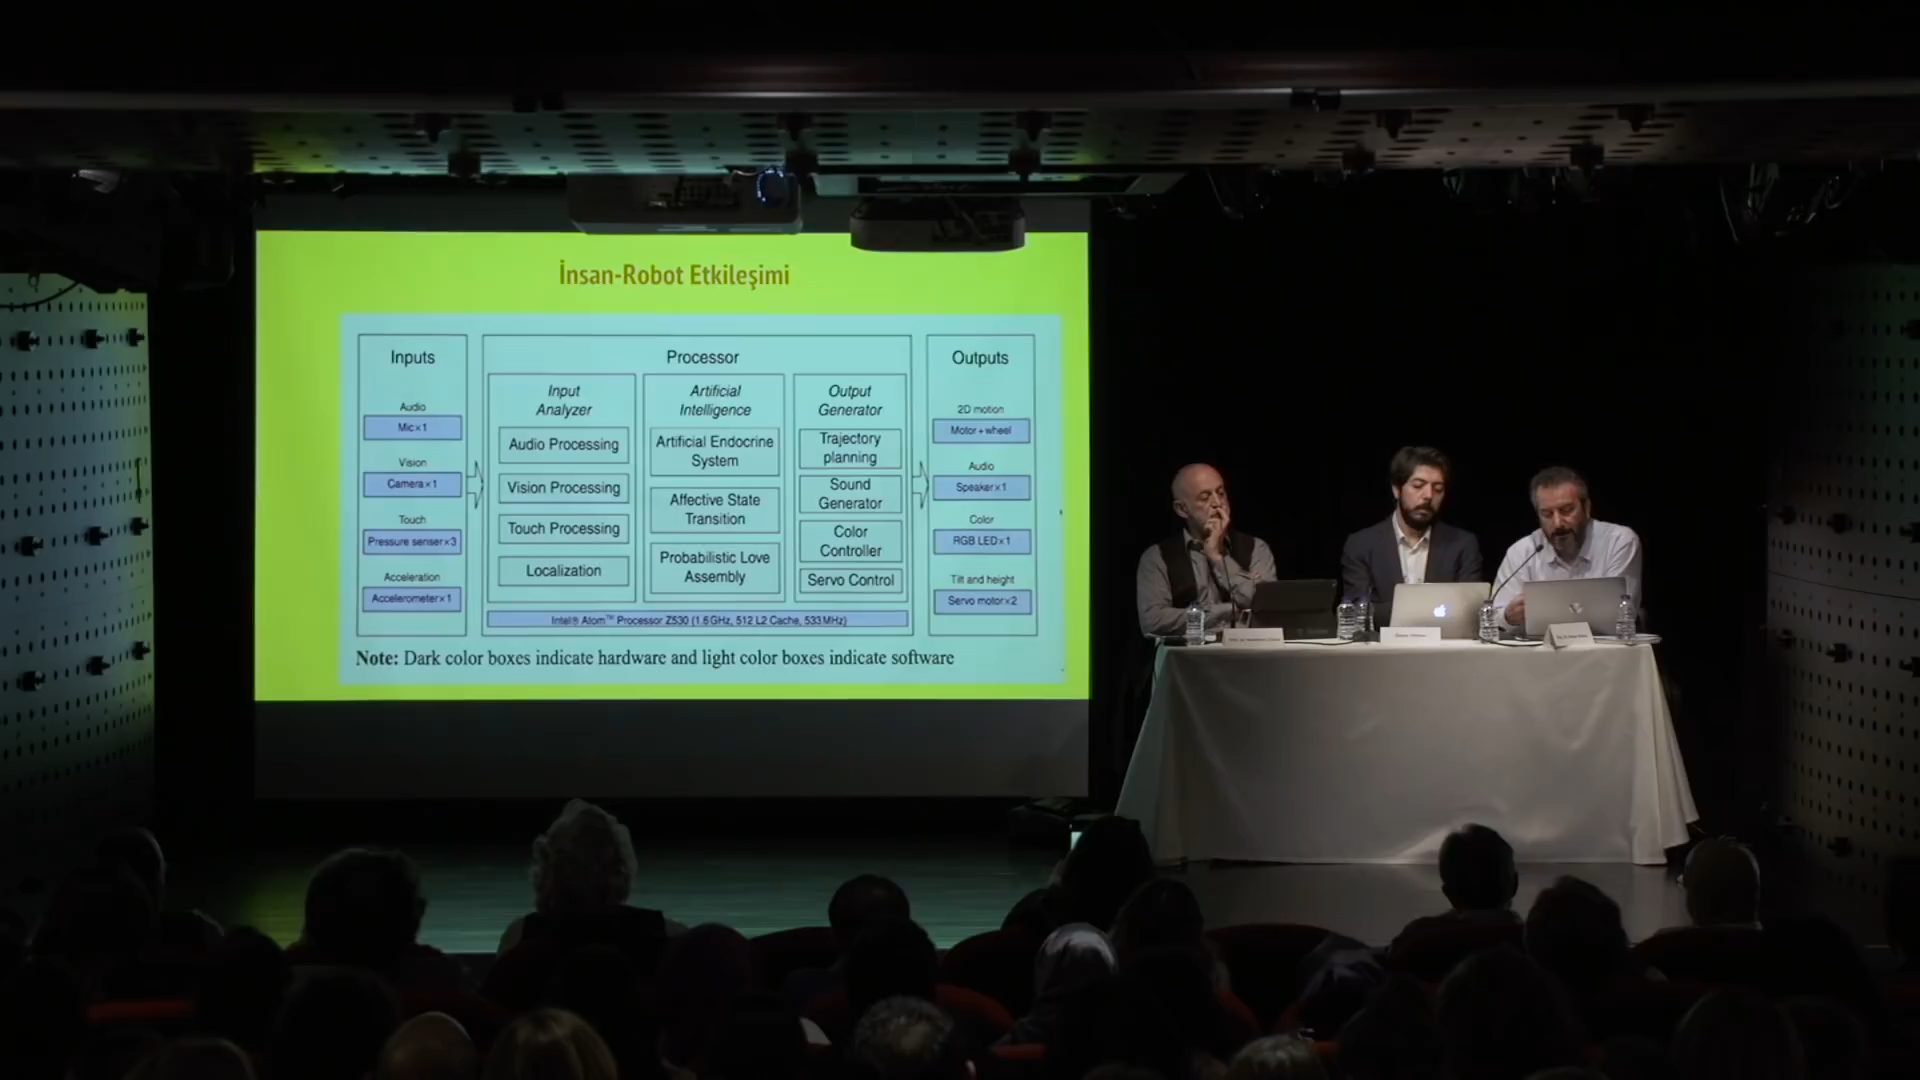 İnsan-Robot Etkileşimi
Inputs
Audio
Mic×1
Vision
Camera×1
Touch
Pressure senser×3
Acceleration
Accelerometer×1
Processor
Input
Analyzer
Audio Processing
Vision Processing
Touch Processing
Localization
Artificial
Intelligence
Artificial Endocrine
System
Affective State
Transition
Probabilistic Love
Assembly
Output
Generator
Trajectory
planning
Sound
Generator
Color
Controller
Servo Control
Intel® Atom™ Processor Z530 (1.6GHz, 512 L2 Cache, 533MHz)
Outputs
2D motion
Motor+wheel
Audio
Speaker×1
Color
RGB LED×1
Tilt and height
Servo motor×2
Note: Dark color boxes indicate hardware and light color boxes indicate software